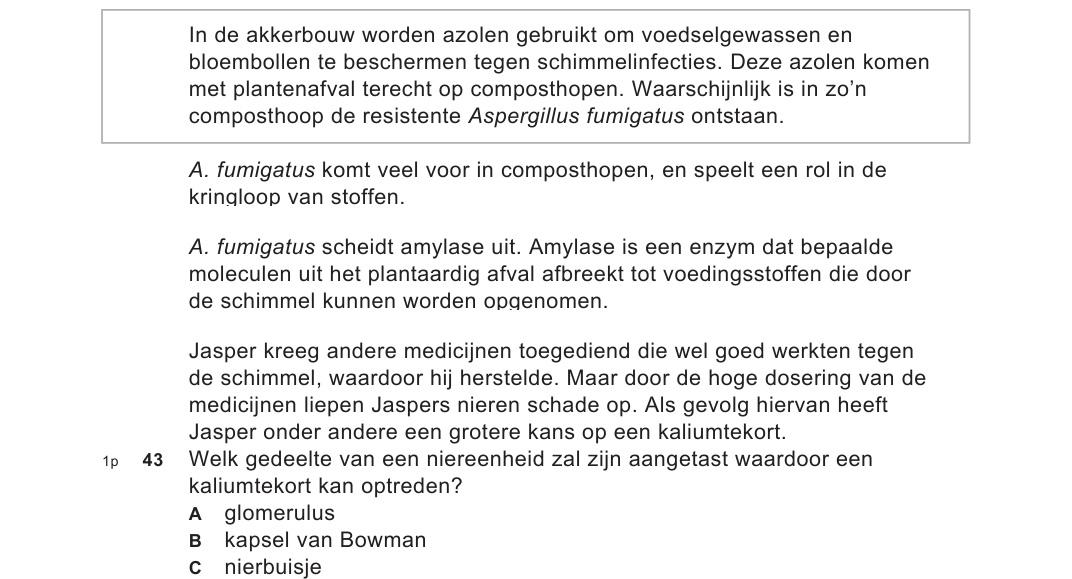 In de akkerbouw worden azolen gebruikt om voedselgewassen en
bloembollen te beschermen tegen schimmelinfecties. Deze azolen komen
met plantenafval terecht op composthopen. Waarschijnlijk is in zo’n
composthoop de resistente Aspergillus fumigatus ontstaan.
A. fumigatus komt veel voor in composthopen, en speelt een rol in de
kringloop van stoffen.
A. fumigatus scheidt amylase uit. Amylase is een enzym dat bepaalde
moleculen uit het plantaardig afval afbreekt tot voedingsstoffen die door
de schimmel kunnen worden opgenomen.
Jasper kreeg andere medicijnen toegediend die wel goed werkten tegen
de schimmel, waardoor hij herstelde. Maar door de hoge dosering van de
medicijnen liepen Jaspers nieren schade op. Als gevolg hiervan heeft
Jasper onder andere een grotere kans op een kaliumtekort.
1p 43 Welk gedeelte van een niereenheid zal zijn aangetast waardoor een
kaliumtekort kan optreden?
A glomerulus
B kapsel van Bowman
C nierbuisje